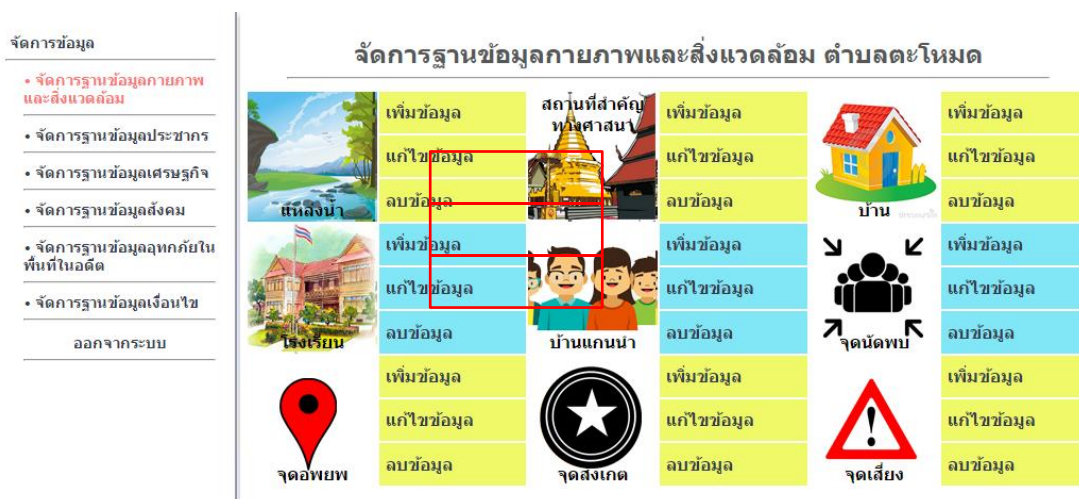 จัดการข้อมูล
• จัดการฐานข้อมูลกายภาพ
และสิ่งแวดล้อม
• จัดการฐานข้อมูลประชากร
• จัดการฐานข้อมูลเศรษฐกิจ
• จัดการฐานข้อมูลสังคม
• จัดการฐานข้อมูลอุทกภัยใน
พื้นที่ในอดีต
• จัดการฐานข้อมูลเงื่อนไข
ออกจากระบบ
จัดการฐานข้อมูลกายภาพและสิ่งแวดล้อม ตำบลตะโหมด
แหล่งน้ำ
เพิ่มข้อมูล
แก้ไขข้อมูล
ลบข้อมูล
สถานที่สำคัญ
ทางศาสนา
เพิ่มข้อมูล
แก้ไขข้อมูล
ลบข้อมูล
บ้าน
เพิ่มข้อมูล
แก้ไขข้อมูล
ลบข้อมูล
โรงเรียน
เพิ่มข้อมูล
แก้ไขข้อมูล
ลบข้อมูล
บ้านแกนนำ
เพิ่มข้อมูล
แก้ไขข้อมูล
ลบข้อมูล
จุดนัดพบ
เพิ่มข้อมูล
แก้ไขข้อมูล
ลบข้อมูล
จุดอพยพ
เพิ่มข้อมูล
แก้ไขข้อมูล
ลบข้อมูล
จุดสังเกต
เพิ่มข้อมูล
แก้ไขข้อมูล
ลบข้อมูล
จุดเสี่ยง
เพิ่มข้อมูล
แก้ไขข้อมูล
ลบข้อมูล